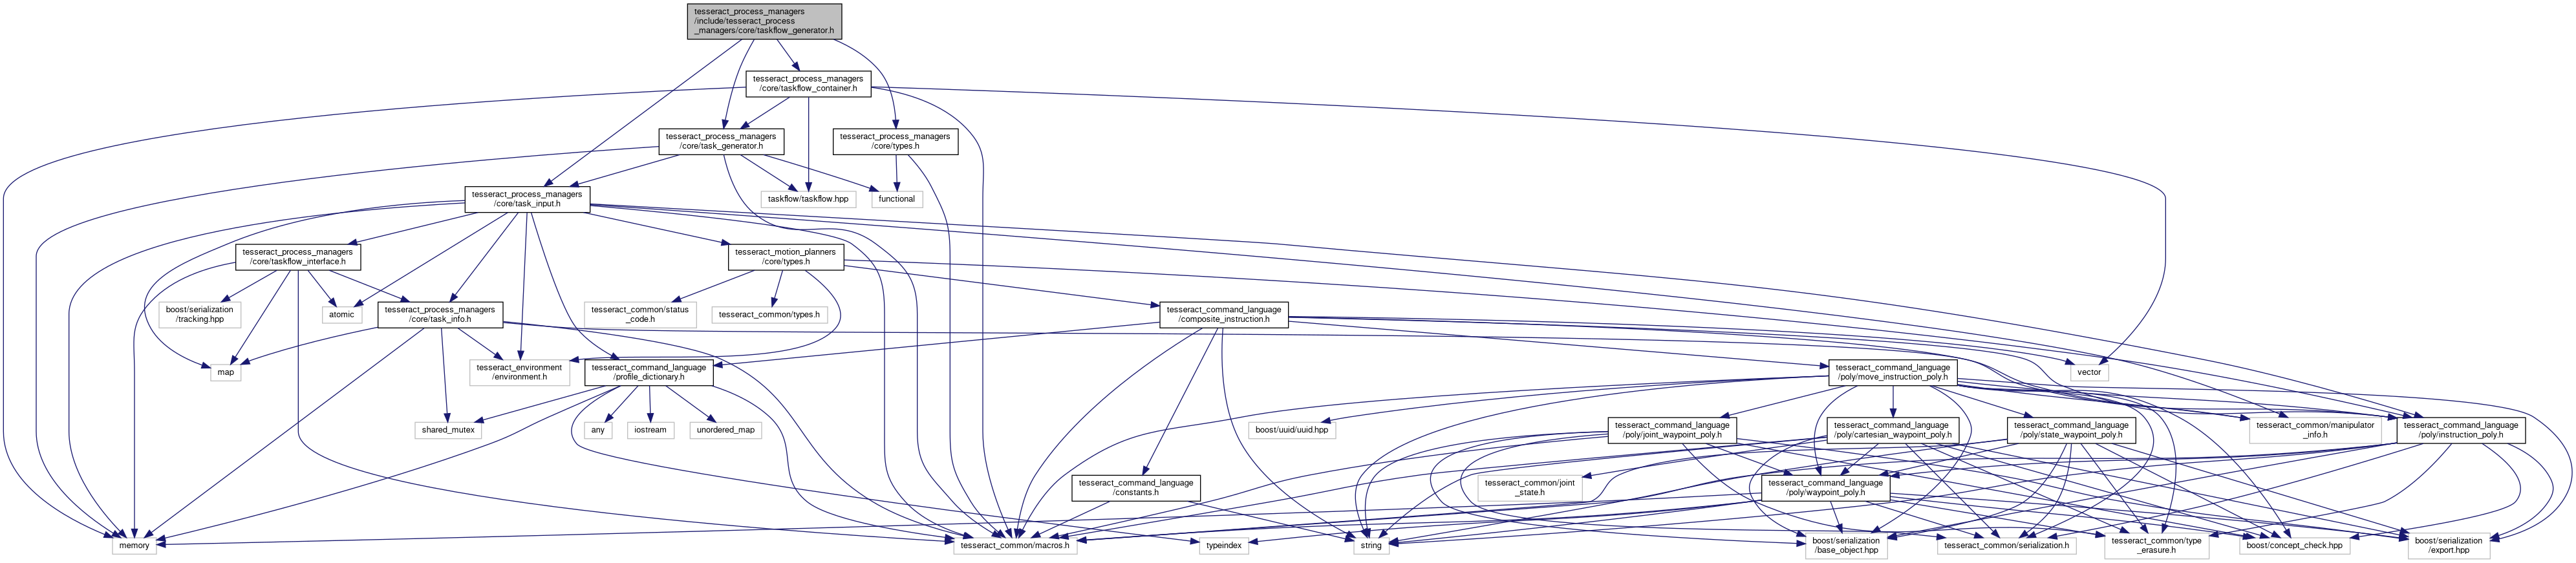 tesseract_process_managers
/include/tesseract_process
_managers/core/taskflow_generator.h
tesseract_process_managers
/core/taskflow_container.h
tesseract_process_managers
/core/task_generator.h
tesseract_process_managers
/core/types.h
tesseract_process_managers
/core/task_input.h
taskflow/taskflow.hpp
functional
tesseract_process_managers
/core/taskflow_interface.h
tesseract_motion_planners
/core/types.h
boost/serialization
/tracking.hpp
atomic
tesseract_process_managers
/core/task_info.h
tesseract_common/status
_code.h
tesseract_common/types.h
tesseract_command_language
/composite_instruction.h
map
tesseract_environment
/environment.h
tesseract_command_language
/profile_dictionary.h
tesseract_command_language
/poly/move_instruction_poly.h
vector
shared_mutex
any
iostream
unordered_map
boost/uuid/uuid.hpp
tesseract_command_language
/poly/joint_waypoint_poly.h
tesseract_command_language
/poly/cartesian_waypoint_poly.h
tesseract_command_language
/poly/state_waypoint_poly.h
tesseract_common/manipulator
_info.h
tesseract_command_language
/poly/instruction_poly.h
tesseract_command_language
/constants.h
tesseract_common/joint
_state.h
tesseract_command_language
/poly/waypoint_poly.h
memory
tesseract_common/macros.h
typeindex
string
boost/serialization
/base_object.hpp
tesseract_common/serialization.h
tesseract_common/type
_erasure.h
boost/concept_check.hpp
boost/serialization
/export.hpp